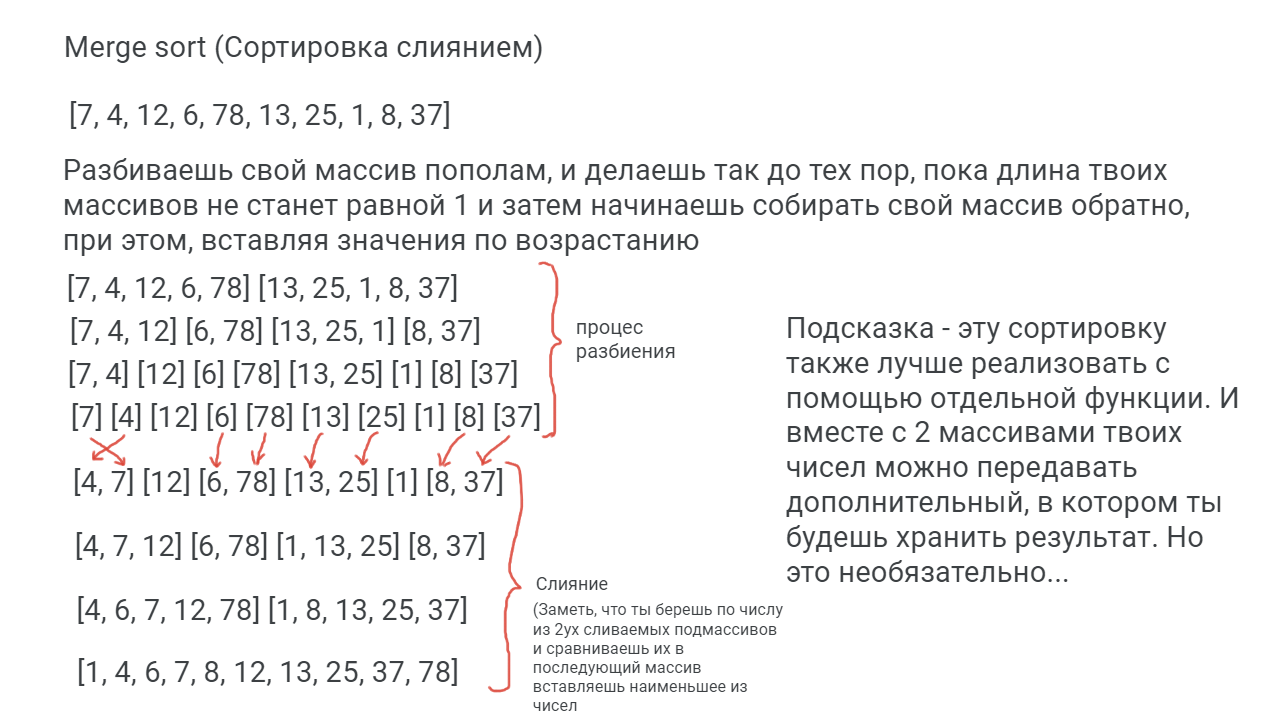 Merge sort (Сортировка слиянием)
[7, 4, 12, 6, 78, 13, 25, 1, 8, 37]
Разбиваешь свой массив пополам, и делаешь так до тех пор, пока длина твоих
массивов не станет равной 1 и затем начинаешь собирать свой массив обратно,
при этом, вставляя значения по возрастанию
[7, 4, 12, 6, 78] [13, 25, 1, 8, 37]
[7, 4, 12] [6, 78] [13, 25, 1] [8, 37]
[7, 4] [12] [6] [78] [13, 25] [1] [8] [37]
[7] [4] [12] [6] [78] [13] [25] [1] [8] [37]
процес
разбиения
[4, 7] [12] [6, 78] [13, 25] [1] [8, 37]
[4, 7, 12] [6, 78] [1, 13, 25] [8, 37]
[4, 6, 7, 12, 78] [1, 8, 13, 25, 37]
[1, 4, 6, 7, 8, 12, 13, 25, 37, 78]
Слияние
(Заметь, что ты берешь по числу
из 2ух сливаемых подмассивов
и сравниваешь их в
последующий массив
вставляешь наименьшее из
чисел
Подсказка - эту сортировку
также лучше реализовать с
помощью отдельной функции. И
вместе с 2 массивами твоих
чисел можно передавать
дополнительный, в котором ты
будешь хранить результат. Но
это необязательно...